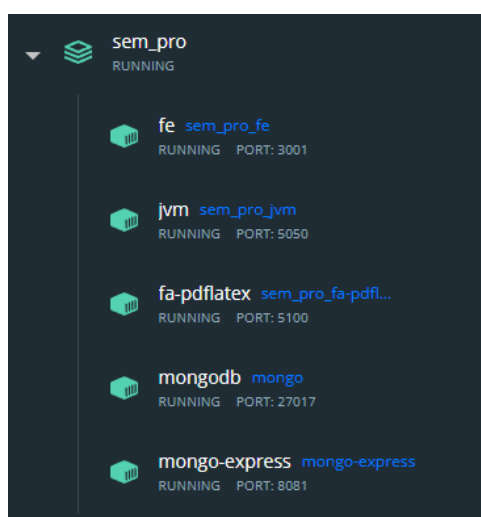 sem_pro
RUNNING
fe sem_pro_fe
RUNNING PORT: 3001
jvm sem_pro_jvm
RUNNING PORT: 5050
fa-pdflatex sem_pro_fa-pdfl...
RUNNING PORT: 5100
mongodb mongo
RUNNING PORT: 27017
mongo-express mongo-express
RUNNING PORT: 8081